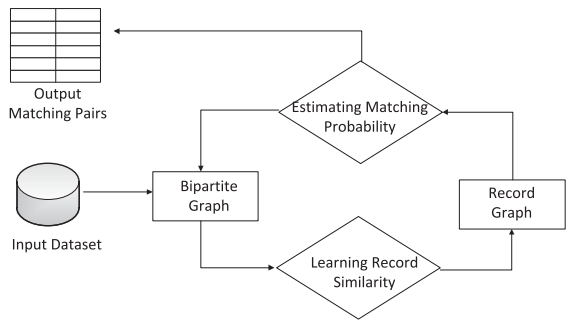 Output
Matching Pairs
Estimating Matching
Probability
Bipartite
Graph
Record
Graph
Input Dataset
Learning Record
Similarity